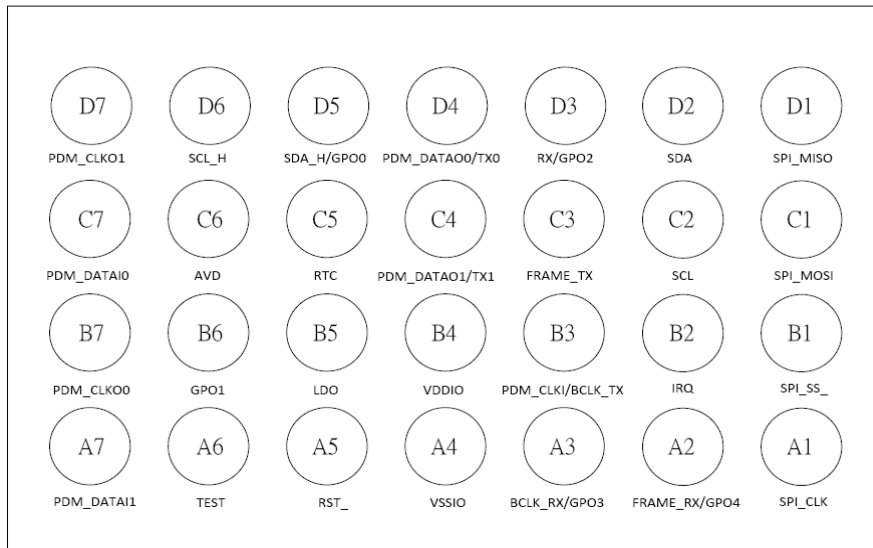 D7 D6 D5 D4 D3 D2 D1
PDM_CLKO1 SCL_H SDA_H/GPO0 PDM_DATAO0/TX0 RX/GPO2 SDA SPI_MISO
C7 C6 C5 C4 C3 C2 C1
PDM_DATAI0 AVD RTC PDM_DATAO1/TX1 FRAME_TX SCL SPI_MOSI
B7 B6 B5 B4 B3 B2 B1
PDM_CLKO0 GPO1 LDO VDDIO PDM_CLKI/BCLK_TX IRQ SPI_SS_
A7 A6 A5 A4 A3 A2 A1
PDM_DATAI1 TEST RST_ VSSIO BCLK_RX/GPO3 FRAME_RX/GPO4 SPI_CLK